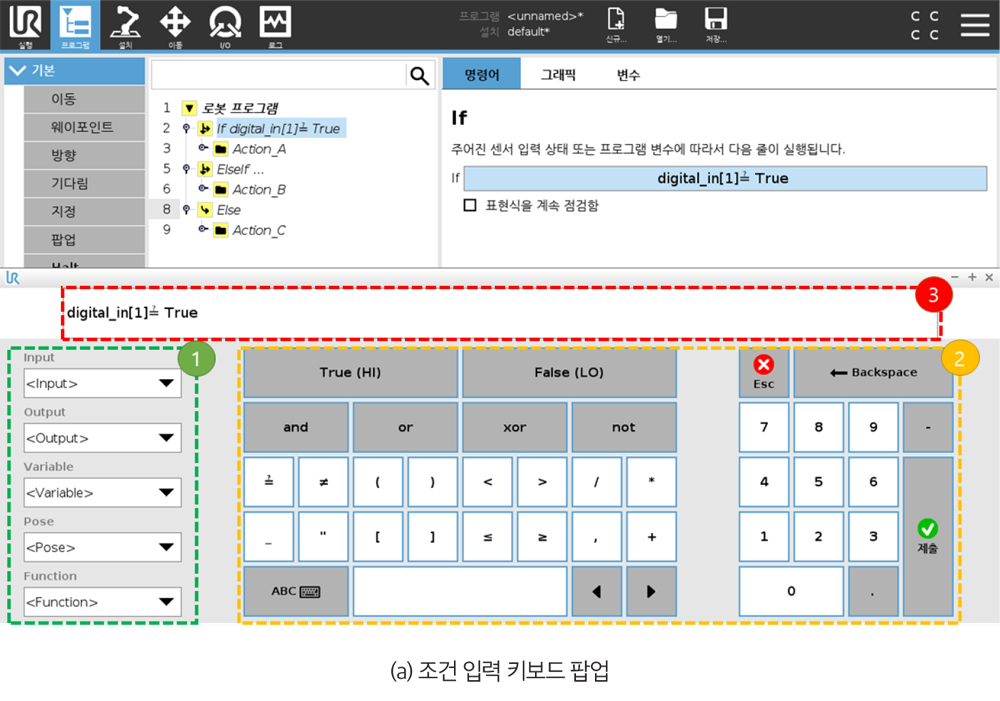 UR
실행
프로그램
설치
이동
I/O
로그
프로그램 <unnamed>*
설치 default*
신규...
열기...
저장...
C C
C C
기본
이동
웨이포인트
방향
기다림
지정
팝업
1 로봇 프로그램
2 If digital_in[1]≟ True
3 Action_A
5 ElseIf ...
6 Action_B
8 Else
9 Action_C
명령어 그래픽 변수
If
주어진 센서 입력 상태 또는 프로그램 변수에 따라서 다음 줄이 실행됩니다.
If digital_in[1]≟ True
표현식을 계속 점검함
UR
digital_in[1]≟ True
3
1
2
Input
<Input>
Output
<Output>
Variable
<Variable>
Pose
<Pose>
Function
<Function>
True (HI) False (LO) Esc Backspace
and or xor not 7 8 9 -
≟ ≠ ( ) < > / * 4 5 6
_ " [ ] ≤ ≥ , + 1 2 3 제출
ABC 0 .
(a) 조건 입력 키보드 팝업